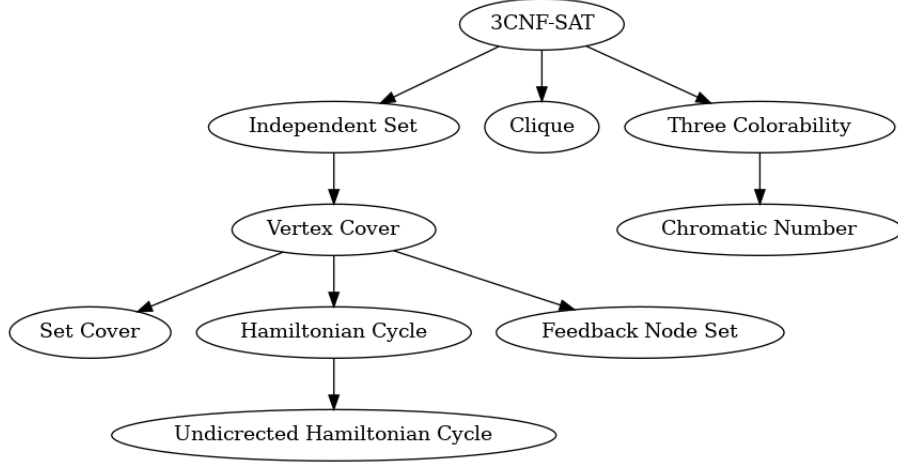 3CNF-SAT
Independent Set
Clique
Three Colorability
Vertex Cover
Chromatic Number
Set Cover
Hamiltonian Cycle
Feedback Node Set
Undicrected Hamiltonian Cycle